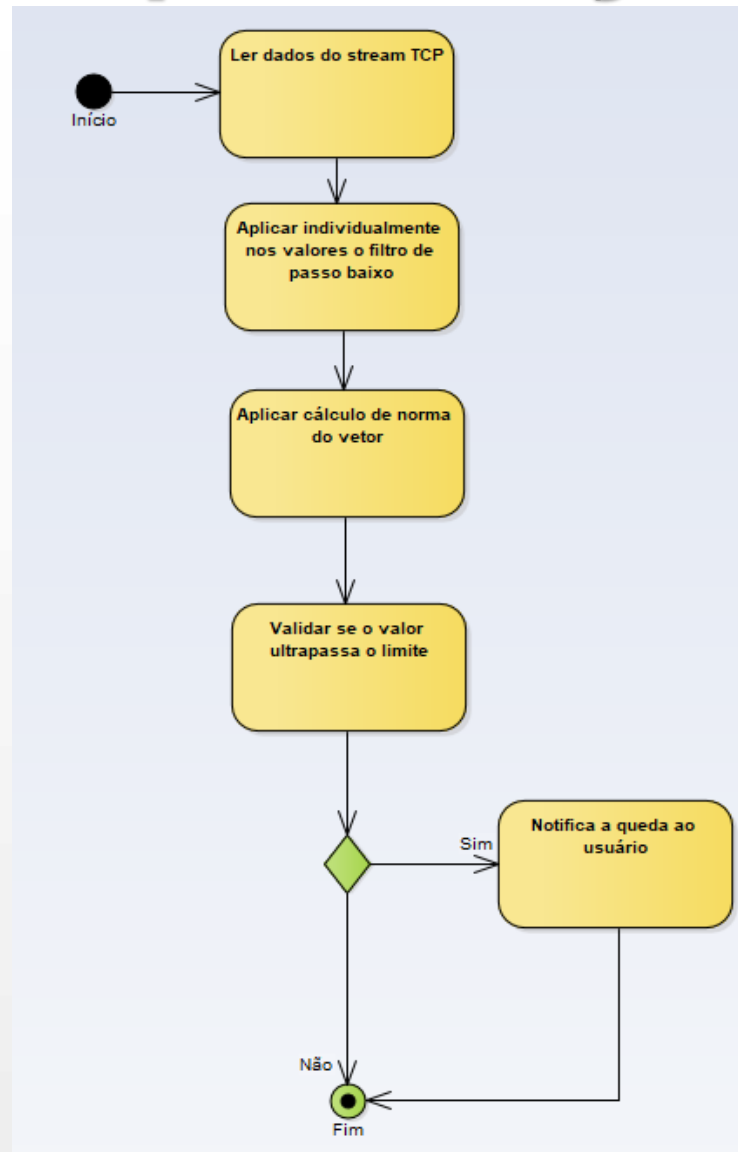 Ler dados do stream TCP
Início
Aplicar individualmente
nos valores o filtro de
passo baixo
Aplicar cálculo de norma
do vetor
Validar se o valor
ultrapassa o limite
Sim
Notifica a queda ao
usuário
Não
Fim